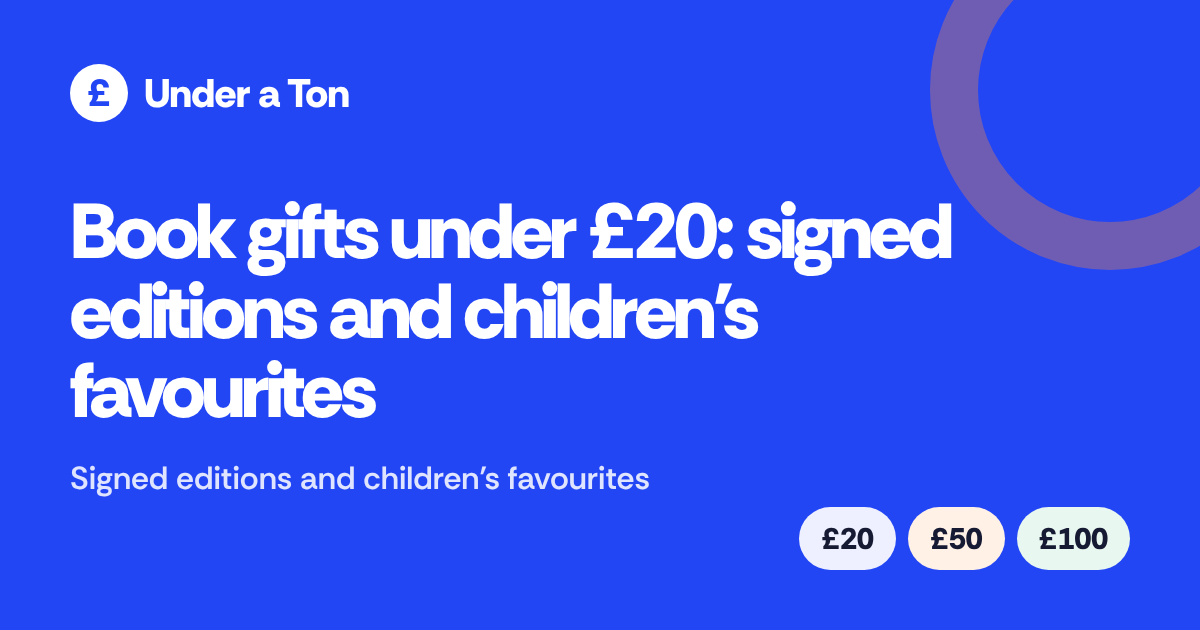 £ Under a Ton
Book gifts under £20: signed
editions and children’s
favourites
Signed editions and children’s favourites
£20 £50 £100